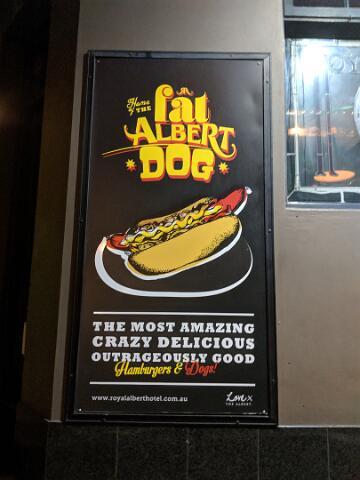 Home of
THE
fat
ALBERT
DOG
THE MOST AMAZING
CRAZY DELICIOUS
OUTRAGEOUSLY GOOD
Hamburgers & Dogs!
www.royalalberthotel.com.au
Love x
THE ALBERT